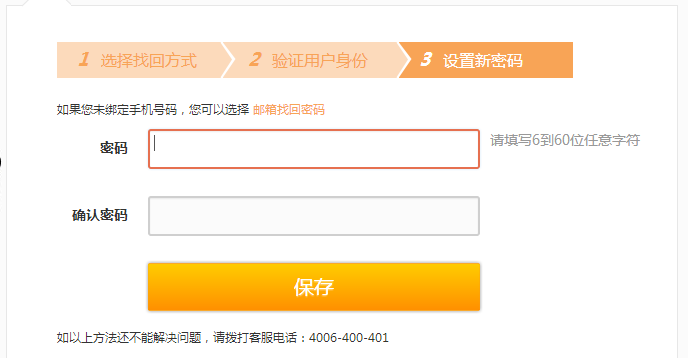 1 选择找回方式 2 验证用户身份 3 设置新密码
如果您未绑定手机号码，您可以选择 邮箱找回密码
密码 请填写6到60位任意字符
确认密码
保存
如以上方法还不能解决问题，请拨打客服电话：4006-400-401